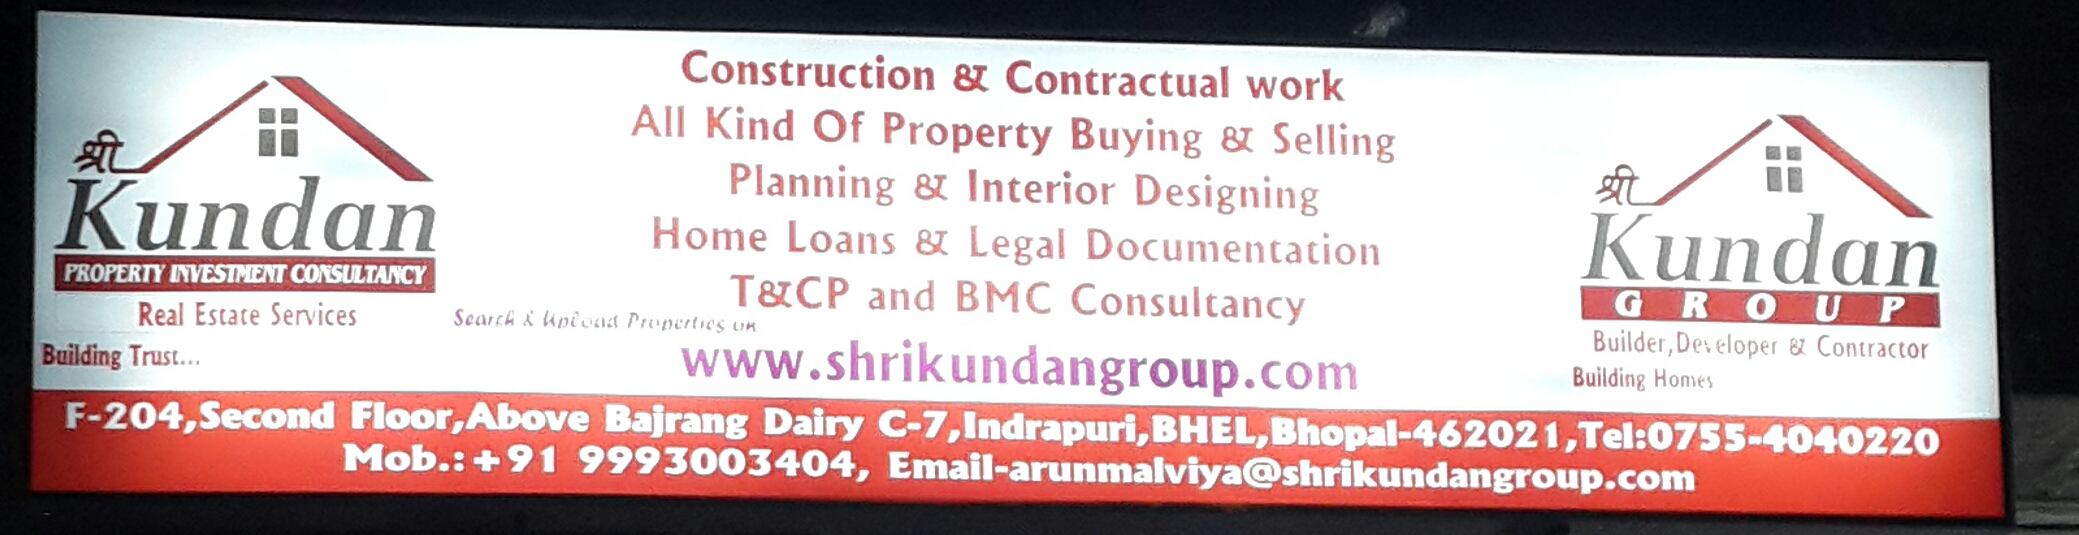 श्री
Kundan
PROPERTY INVESTMENT CONSULTANCY
Real Estate Services
Building Trust...
Construction & Contractual work
All Kind Of Property Buying & Selling
Planning & Interior Designing
Home Loans & Legal Documentation
T&CP and BMC Consultancy
Search & Upload Properties on
www.shrikundangroup.com
श्री
Kundan
GROUP
Builder,Developer & Contractor
Building Homes
F-204,Second Floor,Above Bajrang Dairy C-7,Indrapuri,BHEL,Bhopal-462021,Tel:0755-4040220
Mob.:+91 9993003404, Email-arunmalviya@shrikundangroup.com